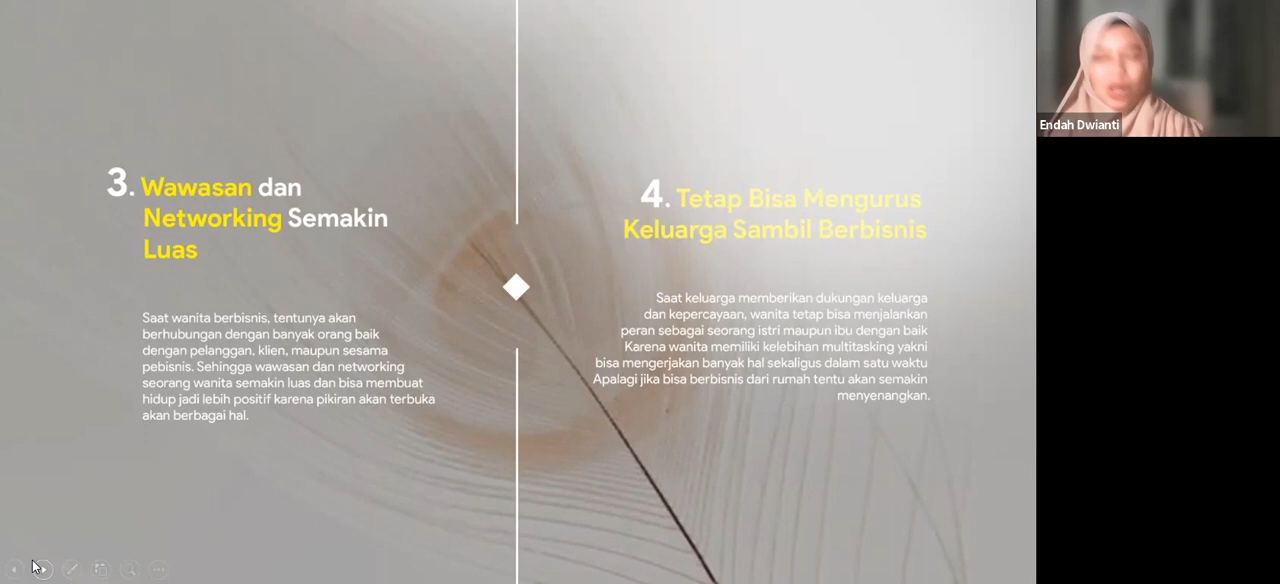 3. Wawasan dan
Networking Semakin
Luas
Saat wanita berbisnis, tentunya akan
berhubungan dengan banyak orang baik
dengan pelanggan, klien, maupun sesama
pebisnis. Sehingga wawasan dan networking
seorang wanita semakin luas dan bisa membuat
hidup jadi lebih positif karena pikiran akan terbuka
akan berbagai hal.
4. Tetap Bisa Mengurus
Keluarga Sambil Berbisnis
Saat keluarga memberikan dukungan keluarga
dan kepercayaan, wanita tetap bisa menjalankan
peran sebagai seorang istri maupun ibu dengan baik
Karena wanita memiliki kelebihan multitasking yakni
bisa mengerjakan banyak hal sekaligus dalam satu waktu
Apalagi jika bisa berbisnis dari rumah tentu akan semakin
menyenangkan.
Endah Dwianti